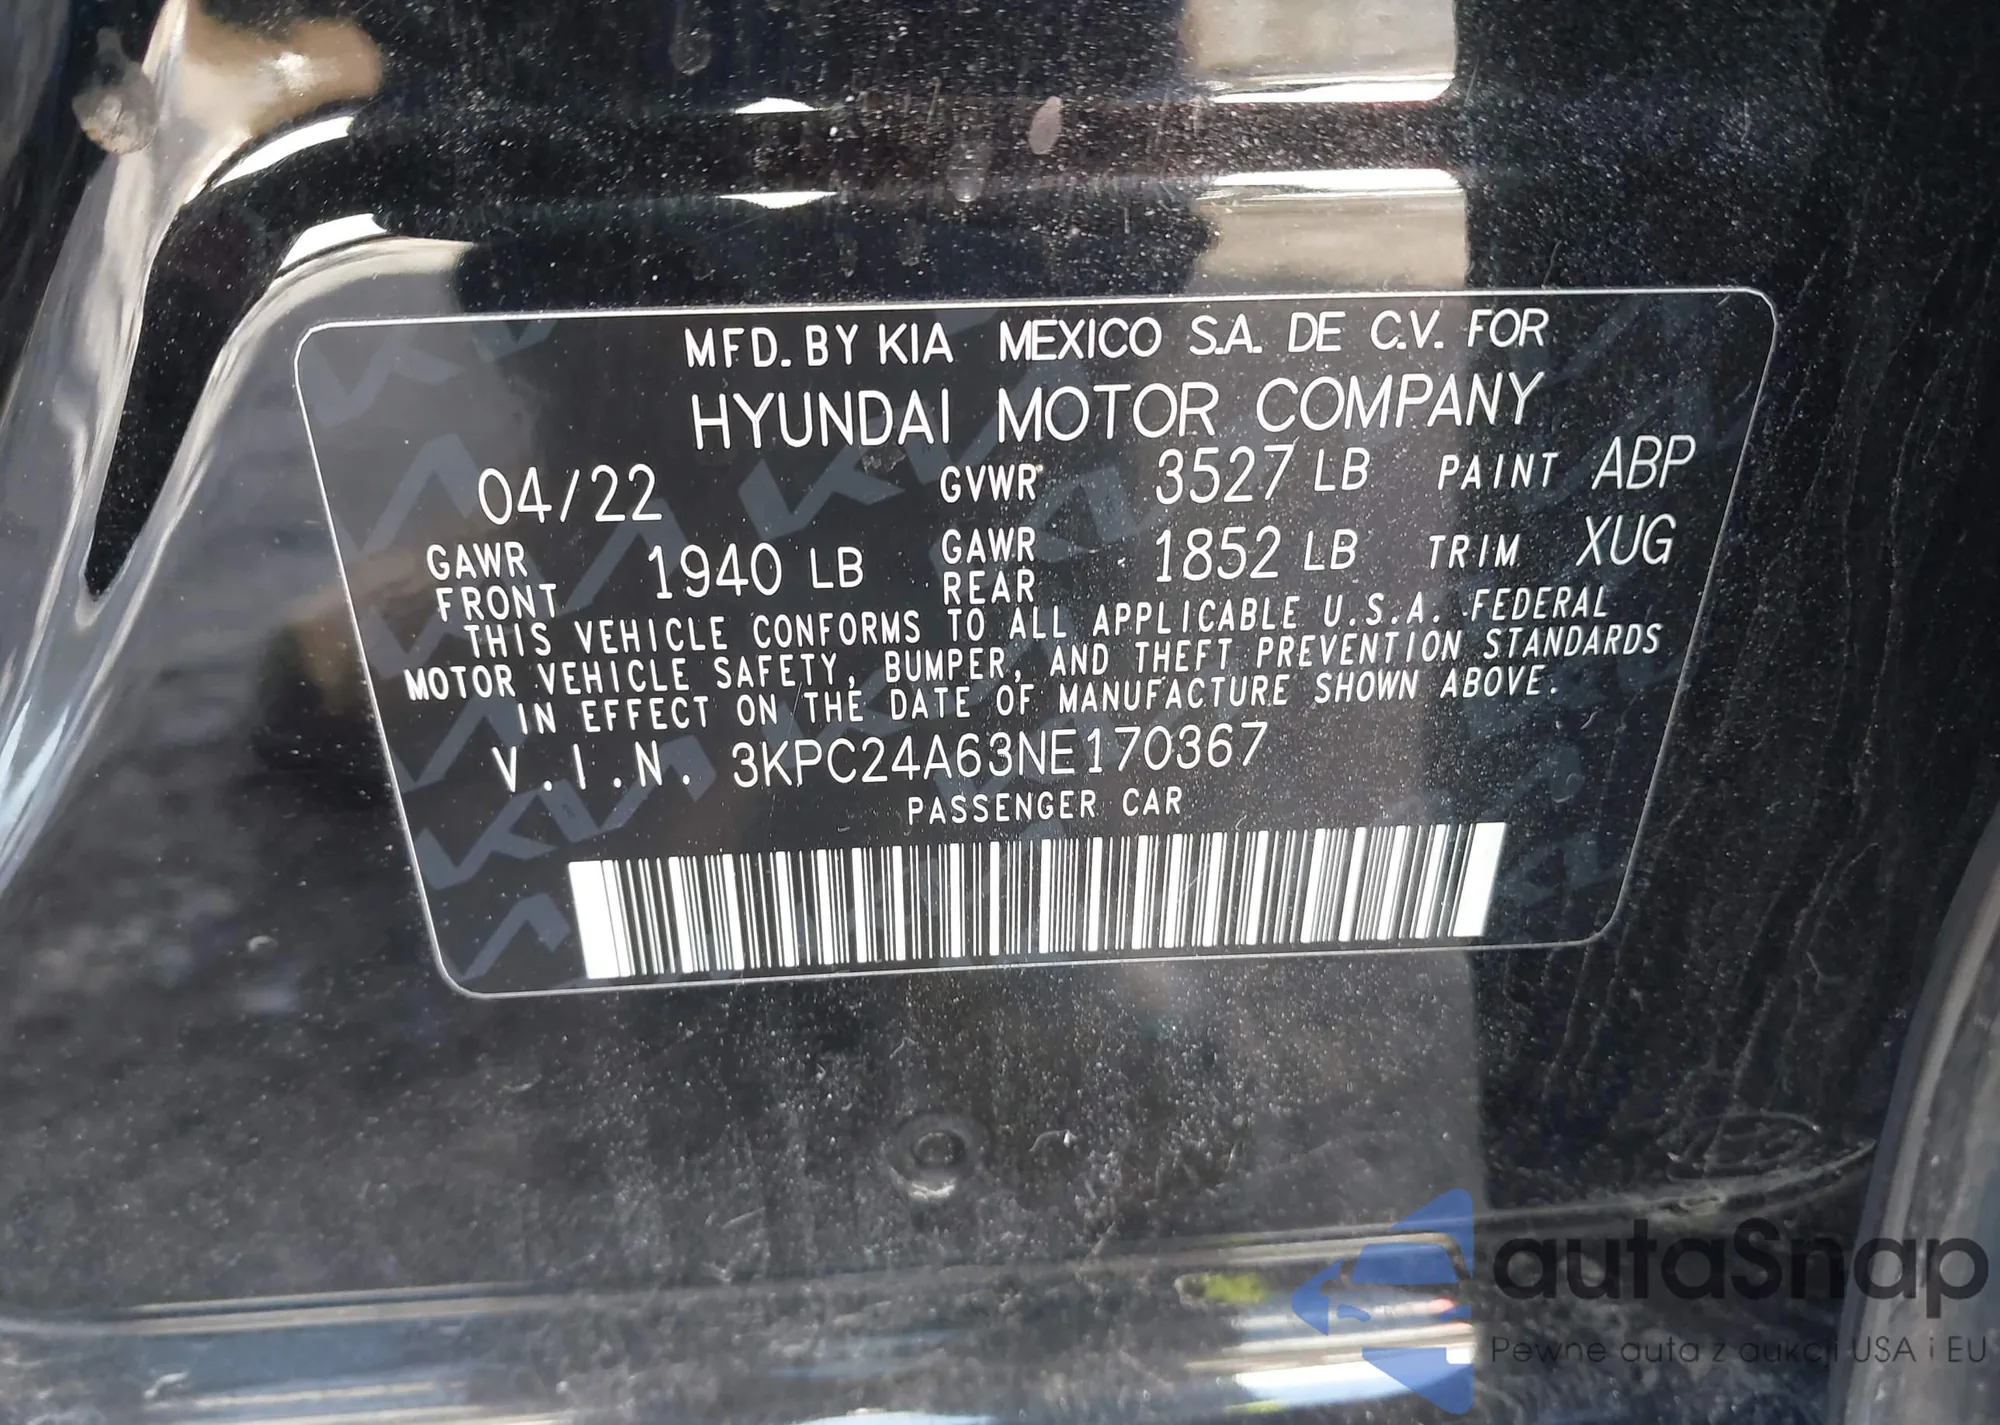 MFD. BY KIA MEXICO S.A. DE C.V. FOR
HYUNDAI MOTOR COMPANY
04/22 GVWR 3527 LB PAINT ABP
GAWR FRONT 1940 LB GAWR REAR 1852 LB TRIM XUG
THIS VEHICLE CONFORMS TO ALL APPLICABLE U.S.A. FEDERAL
MOTOR VEHICLE SAFETY, BUMPER, AND THEFT PREVENTION STANDARDS
IN EFFECT ON THE DATE OF MANUFACTURE SHOWN ABOVE.
V.I.N. 3KPC24A63NE170367
PASSENGER CAR
autaSnap
Pewne auta z aukcji USA i EU